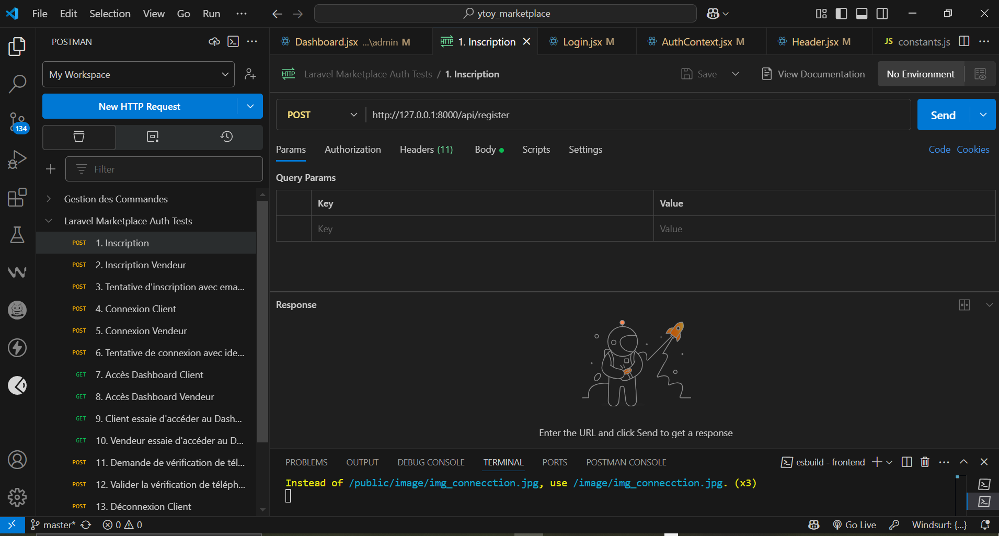 File Edit Selection View Go Run ··· ytoy_marketplace
POSTMAN
My Workspace
New HTTP Request
134
Filter
Gestion des Commandes
Laravel Marketplace Auth Tests
POST 1. Inscription
POST 2. Inscription Vendeur
POST 3. Tentative d'inscription avec ema...
POST 4. Connexion Client
POST 5. Connexion Vendeur
POST 6. Tentative de connexion avec ide...
GET 7. Accès Dashboard Client
GET 8. Accès Dashboard Vendeur
GET 9. Client essaie d'accéder au Dash...
GET 10. Vendeur essaie d'accéder au D...
POST 11. Demande de vérification de tél...
POST 12. Valider la vérification de téléph...
POST 13. Déconnexion Client
Dashboard.jsx ...\admin M HTTP 1. Inscription Login.jsx M AuthContext.jsx M Header.jsx M JS constants.js
HTTP Laravel Marketplace Auth Tests / 1. Inscription Save View Documentation No Environment
POST http://127.0.0.1:8000/api/register Send
Params Authorization Headers (11) Body Scripts Settings Code Cookies
Query Params
Key Value
Key Value
Response
Enter the URL and click Send to get a response
PROBLEMS OUTPUT DEBUG CONSOLE TERMINAL PORTS POSTMAN CONSOLE esbuild - frontend
Instead of /public/image/img_connecction.jpg, use /image/img_connecction.jpg. (x3)
master* 0 0 Go Live Windsurf: {...}